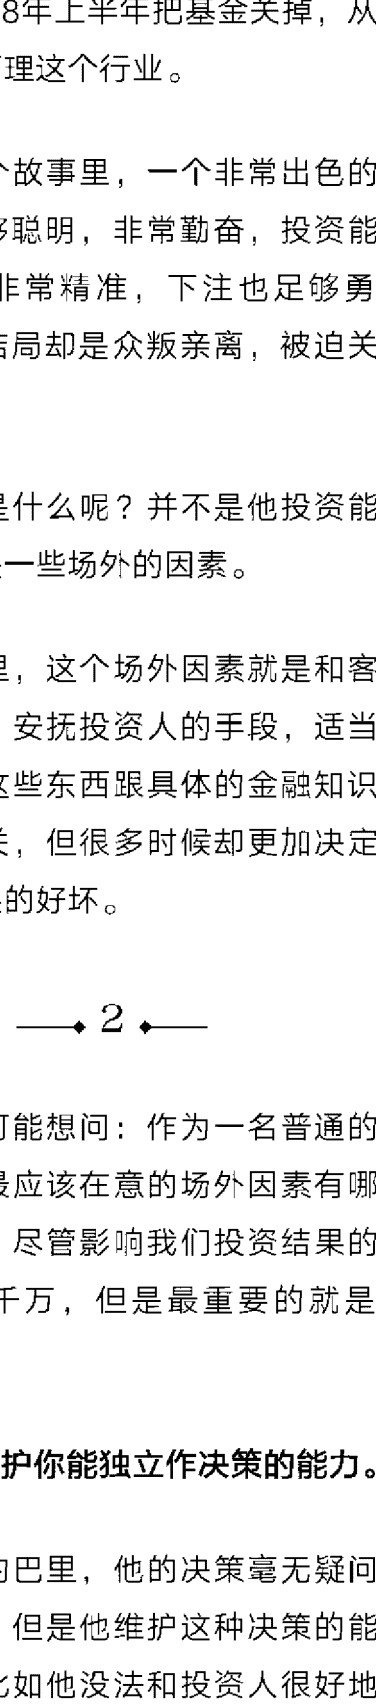 8年上半年把基金关掉，从
理这个行业。
个故事里，一个非常出色的
够聪明，非常勤奋，投资能
非常精准，下注也足够勇
结局却是众叛亲离，被迫关
是什么呢？并不是他投资能
一些场外的因素。
里，这个场外因素就是和客
安抚投资人的手段，适当
这些东西跟具体的金融知识
关，但很多时候却更加决定
的好坏。
2
可能想问：作为一名普通的
最应该在意的场外因素有哪
尽管影响我们投资结果的
千万，但是最重要的就是
护你能独立作决策的能力。
的巴里，他的决策毫无疑问
但是他维护这种决策的能
比如他没法和投资人很好地